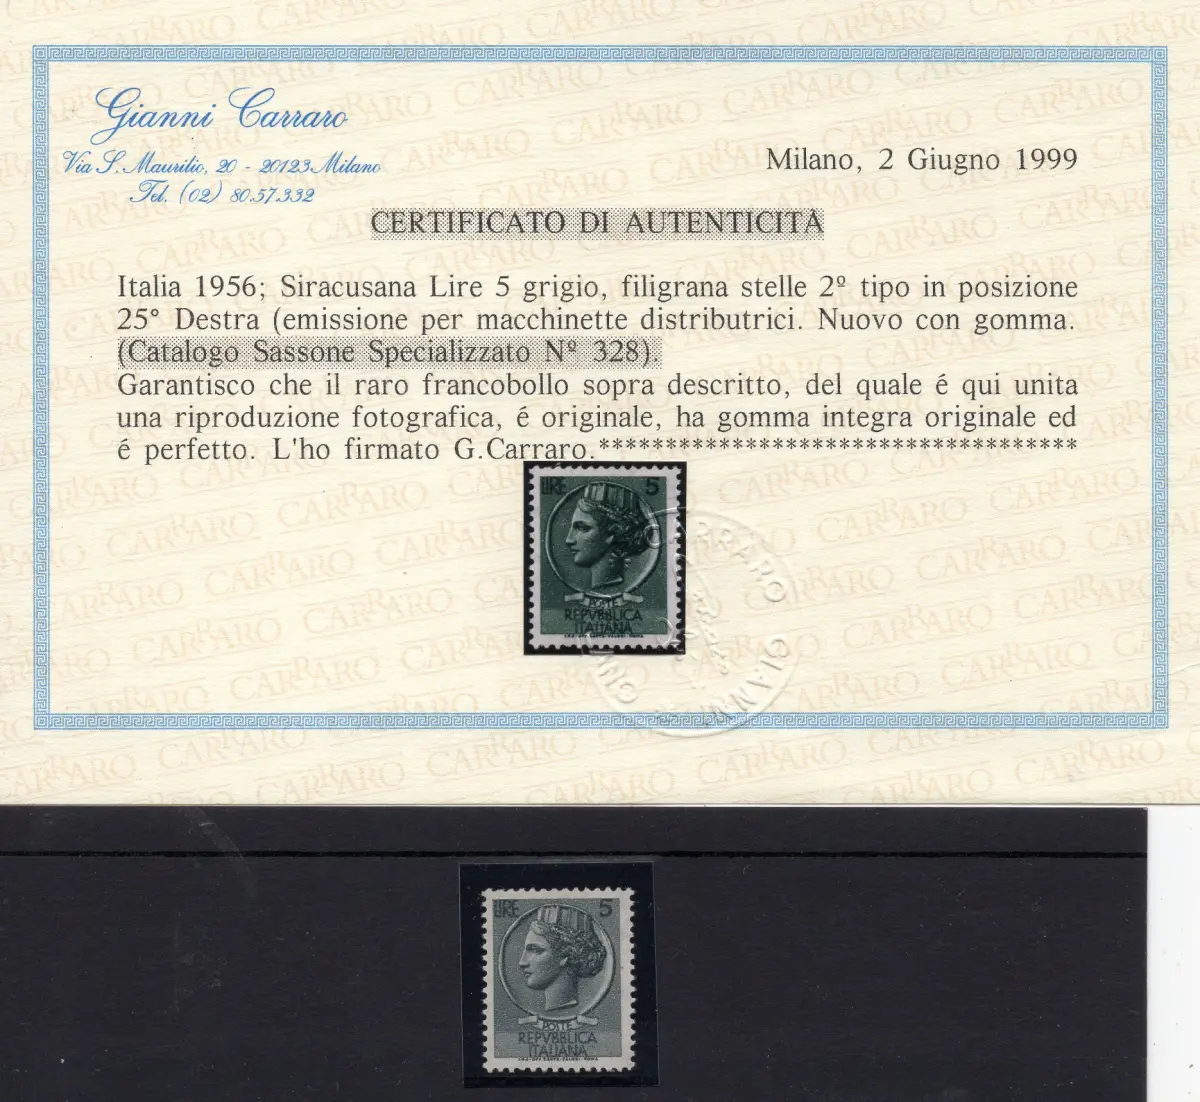 Gianni Carraro
Via S. Maurilio, 20 - 20123 Milano
Tel. (02) 80.57.332
Milano, 2 Giugno 1999
CERTIFICATO DI AUTENTICITÀ
Italia 1956; Siracusana Lire 5 grigio, filigrana stelle 2º tipo in posizione
25° Destra (emissione per macchinette distributrici. Nuovo con gomma.
(Catalogo Sassone Specializzato Nº 328).
Garantisco che il raro francobollo sopra descritto, del quale é qui unita
una riproduzione fotografica, é originale, ha gomma integra originale ed
é perfetto. L'ho firmato G.Carraro.************************************
LIRE 5
POSTE
REPVBBLICA
ITALIANA
CARRARO GIANNI
LIRE 5
POSTE
REPVBBLICA
ITALIANA